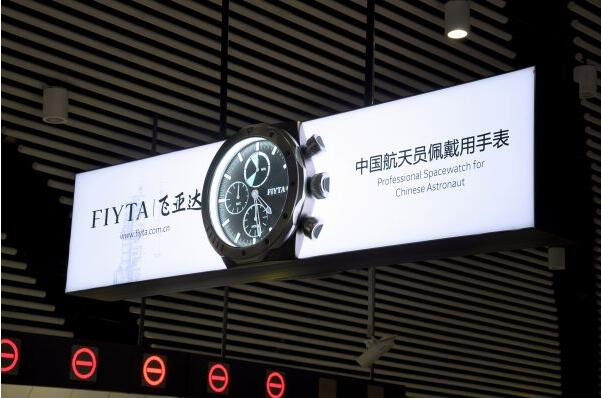 FIYTA | 飞亚达
www.fiyta.com.cn
FIYTA
中国航天员佩戴用手表
Professional Spacewatch for
Chinese Astronaut